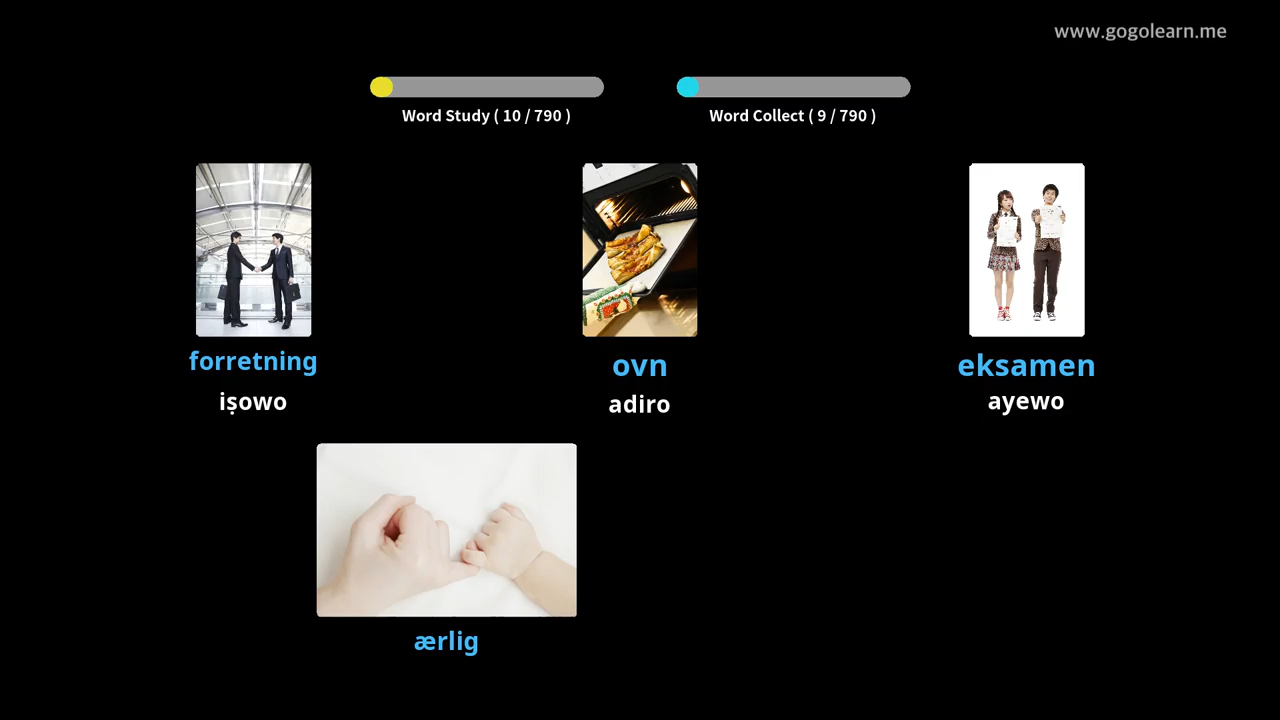 www.gogolearn.me
Word Study ( 10 / 790 )
Word Collect ( 9 / 790 )
forretning
iṣowo
ovn
adiro
eksamen
ayewo
ærlig